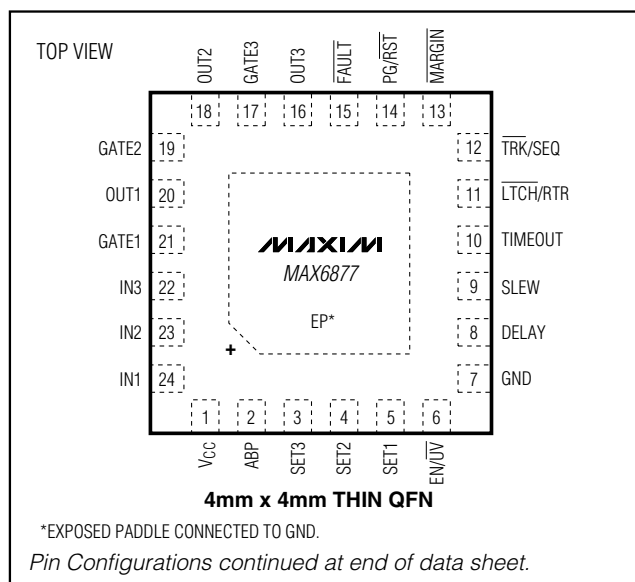 TOP VIEW
OUT2
GATE3
OUT3
FAULT
PG/RST
MARGIN
18
17
16
15
14
13
GATE2
19
12
TRK/SEQ
OUT1
20
11
LTCH/RTR
GATE1
21
10
TIMEOUT
IN3
22
9
SLEW
IN2
23
8
DELAY
IN1
24
7
GND
MAXIM
MAX6877
EP*
+
1
2
3
4
5
6
VCC
ABP
SET3
SET2
SET1
EN/UV
4mm x 4mm THIN QFN
*EXPOSED PADDLE CONNECTED TO GND.
Pin Configurations continued at end of data sheet.